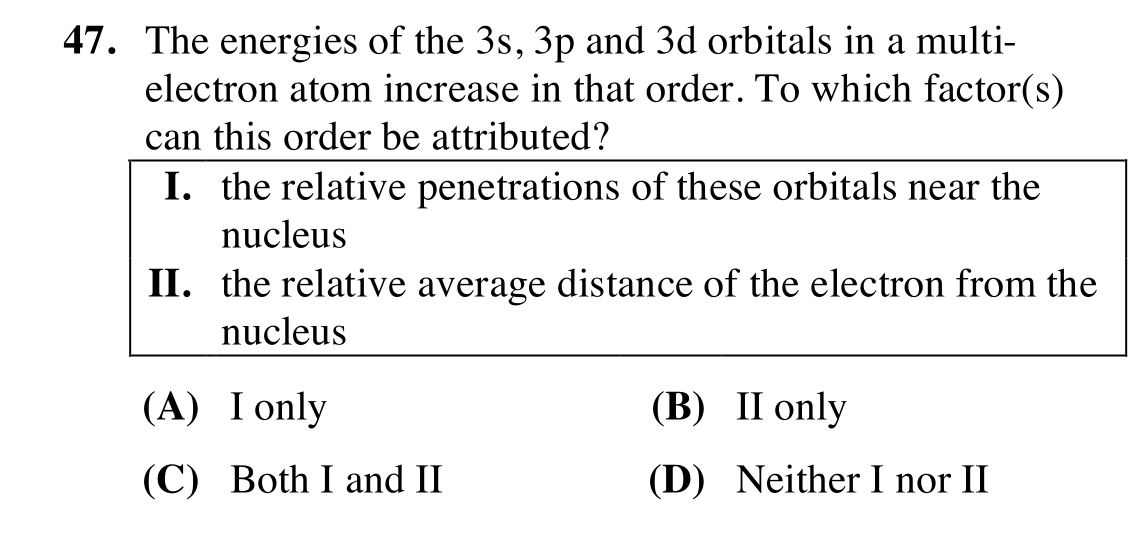 47. The energies of the 3s, 3p and 3d orbitals in a multi-
electron atom increase in that order. To which factor(s)
can this order be attributed?
I. the relative penetrations of these orbitals near the
nucleus
II. the relative average distance of the electron from the
nucleus
(A) I only (B) II only
(C) Both I and II (D) Neither I nor II